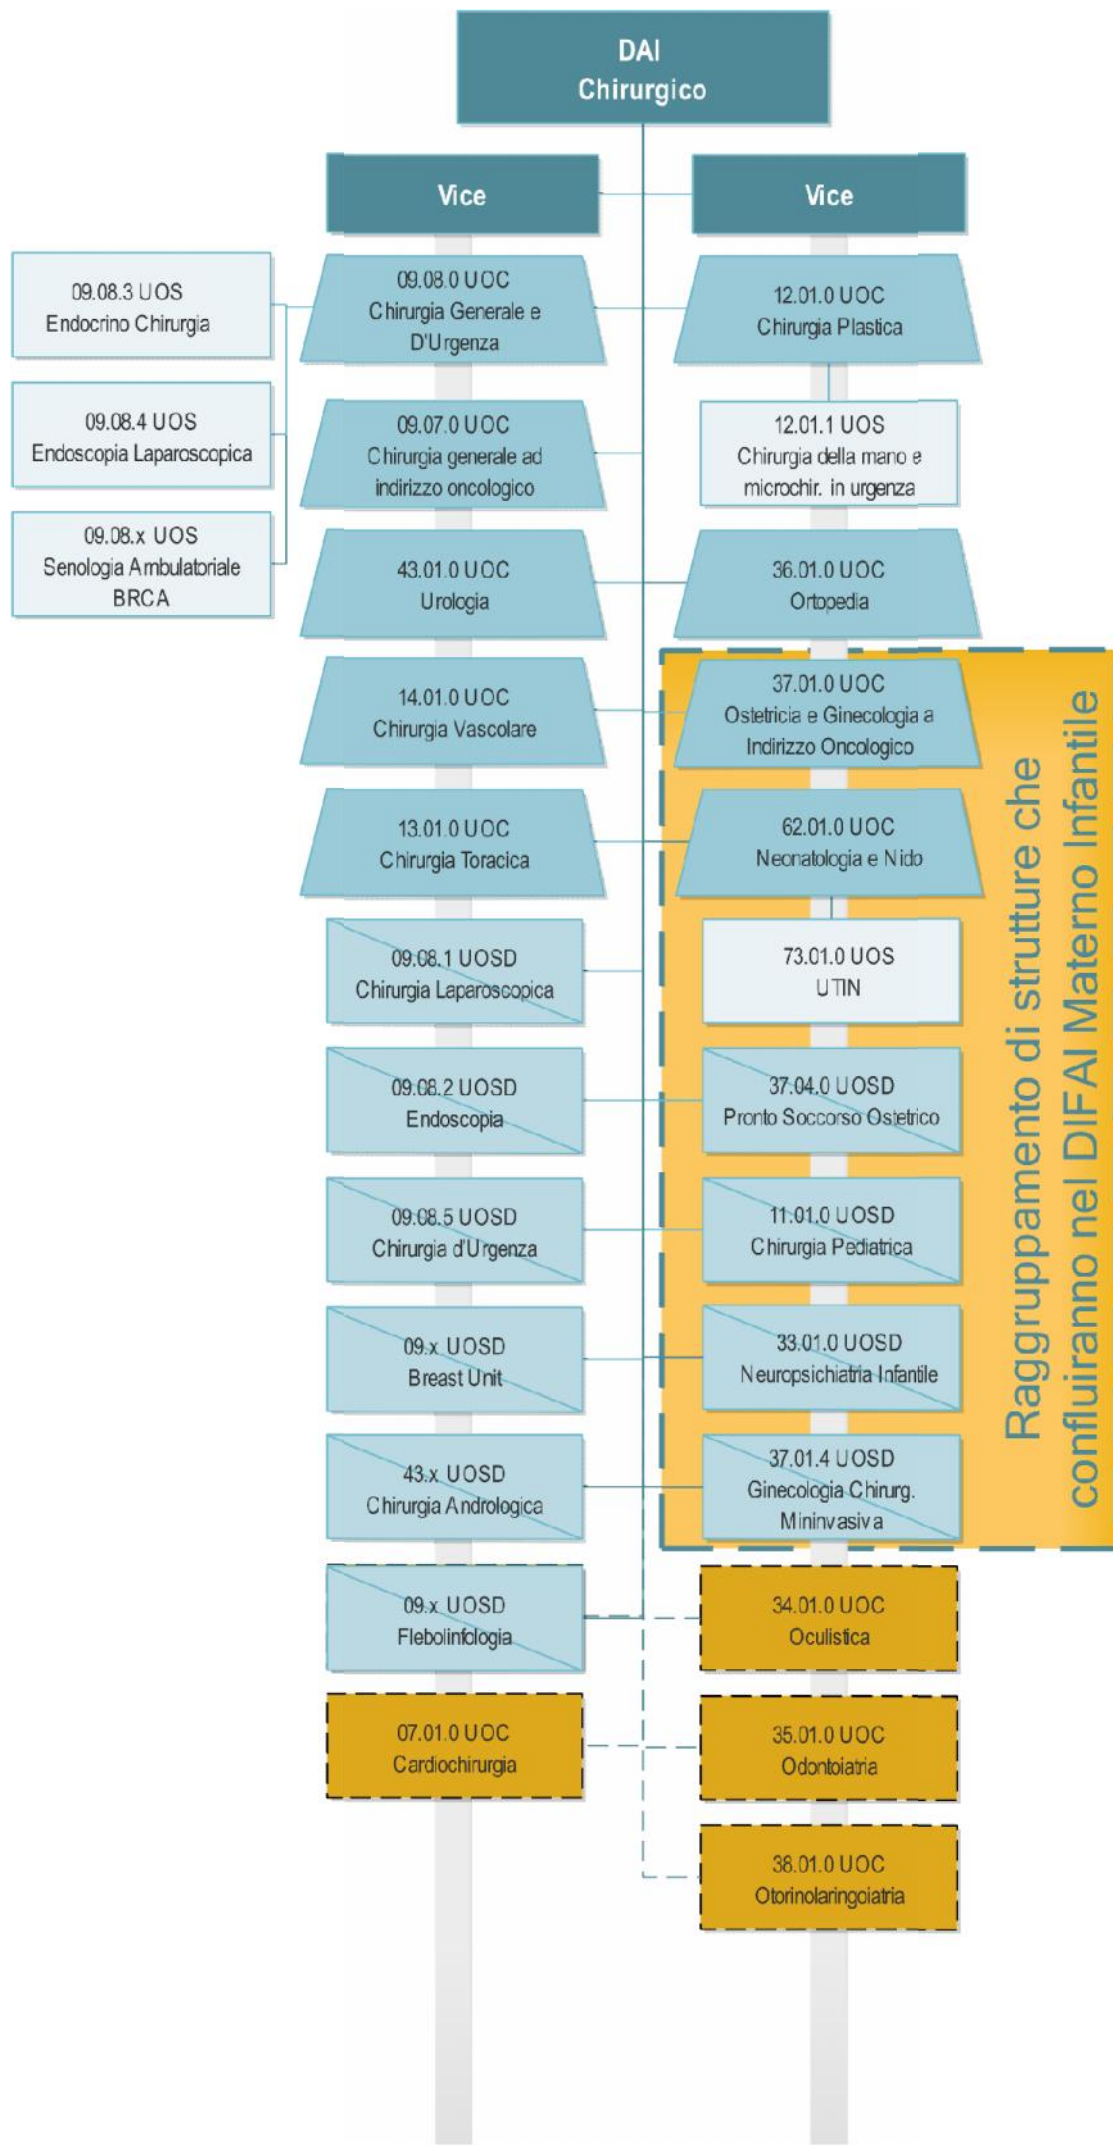 DAI
Chirurgico
Vice
Vice
09.08.3 UOS
Endocrino Chirurgia
09.08.0 UOC
Chirurgia Generale e
D'Urgenza
12.01.0 UOC
Chirurgia Plastica
09.08.4 UOS
Endoscopia Laparoscopica
09.07.0 UOC
Chirurgia generale ad
indirizzo oncologico
12.01.1 UOS
Chirurgia della mano e
microchir. in urgenza
09.08.x UOS
Senologia Ambulatoriale
BRCA
43.01.0 UOC
Urologia
36.01.0 UOC
Ortopedia
14.01.0 UOC
Chirurgia Vascolare
37.01.0 UOC
Ostetricia e Ginecologia a
Indirizzo Oncologico
13.01.0 UOC
Chirurgia Toracica
62.01.0 UOC
Neonatologia e Nido
09.08.1 UOSD
Chirurgia Laparoscopica
73.01.0 UOS
UTIN
09.08.2 UOSD
Endoscopia
37.04.0 UOSD
Pronto Soccorso Ostetrico
09.08.5 UOSD
Chirurgia d'Urgenza
11.01.0 UOSD
Chirurgia Pediatrica
09.x UOSD
Breast Unit
33.01.0 UOSD
Neuropsichiatria Infantile
43.x UOSD
Chirurgia Andrologica
37.01.4 UOSD
Ginecologia Chirurg.
Mininvasiva
Raggruppamento di strutture che
confluiranno nel DIFAI Materno Infantile
09.x UOSD
Flebolinfologia
34.01.0 UOC
Oculistica
07.01.0 UOC
Cardiochirurgia
35.01.0 UOC
Odontoiatria
38.01.0 UOC
Otorinolaringoiatria